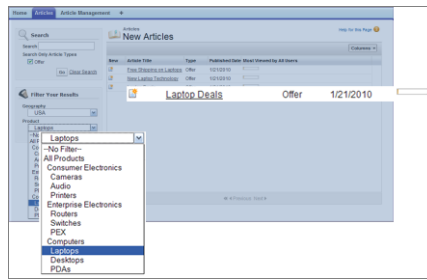 Home Articles Article Management +
Search
Search
Search Only Article Types
Offer
Go Clear Search
Filter Your Results
Geography
USA
Product
Laptops
Articles
New Articles
Help for this Page
Columns
New Article Title Type Published Date Most Viewed by All Users
Free Shipping on Laptops Offer 1/21/2010
New Laptop Technology Offer 1/21/2010
Laptop Deals Offer 1/21/2010
Laptops
--No Filter--
All Products
Consumer Electronics
Cameras
Audio
Printers
Enterprise Electronics
Routers
Switches
PEX
Computers
Laptops
Desktops
PDAs